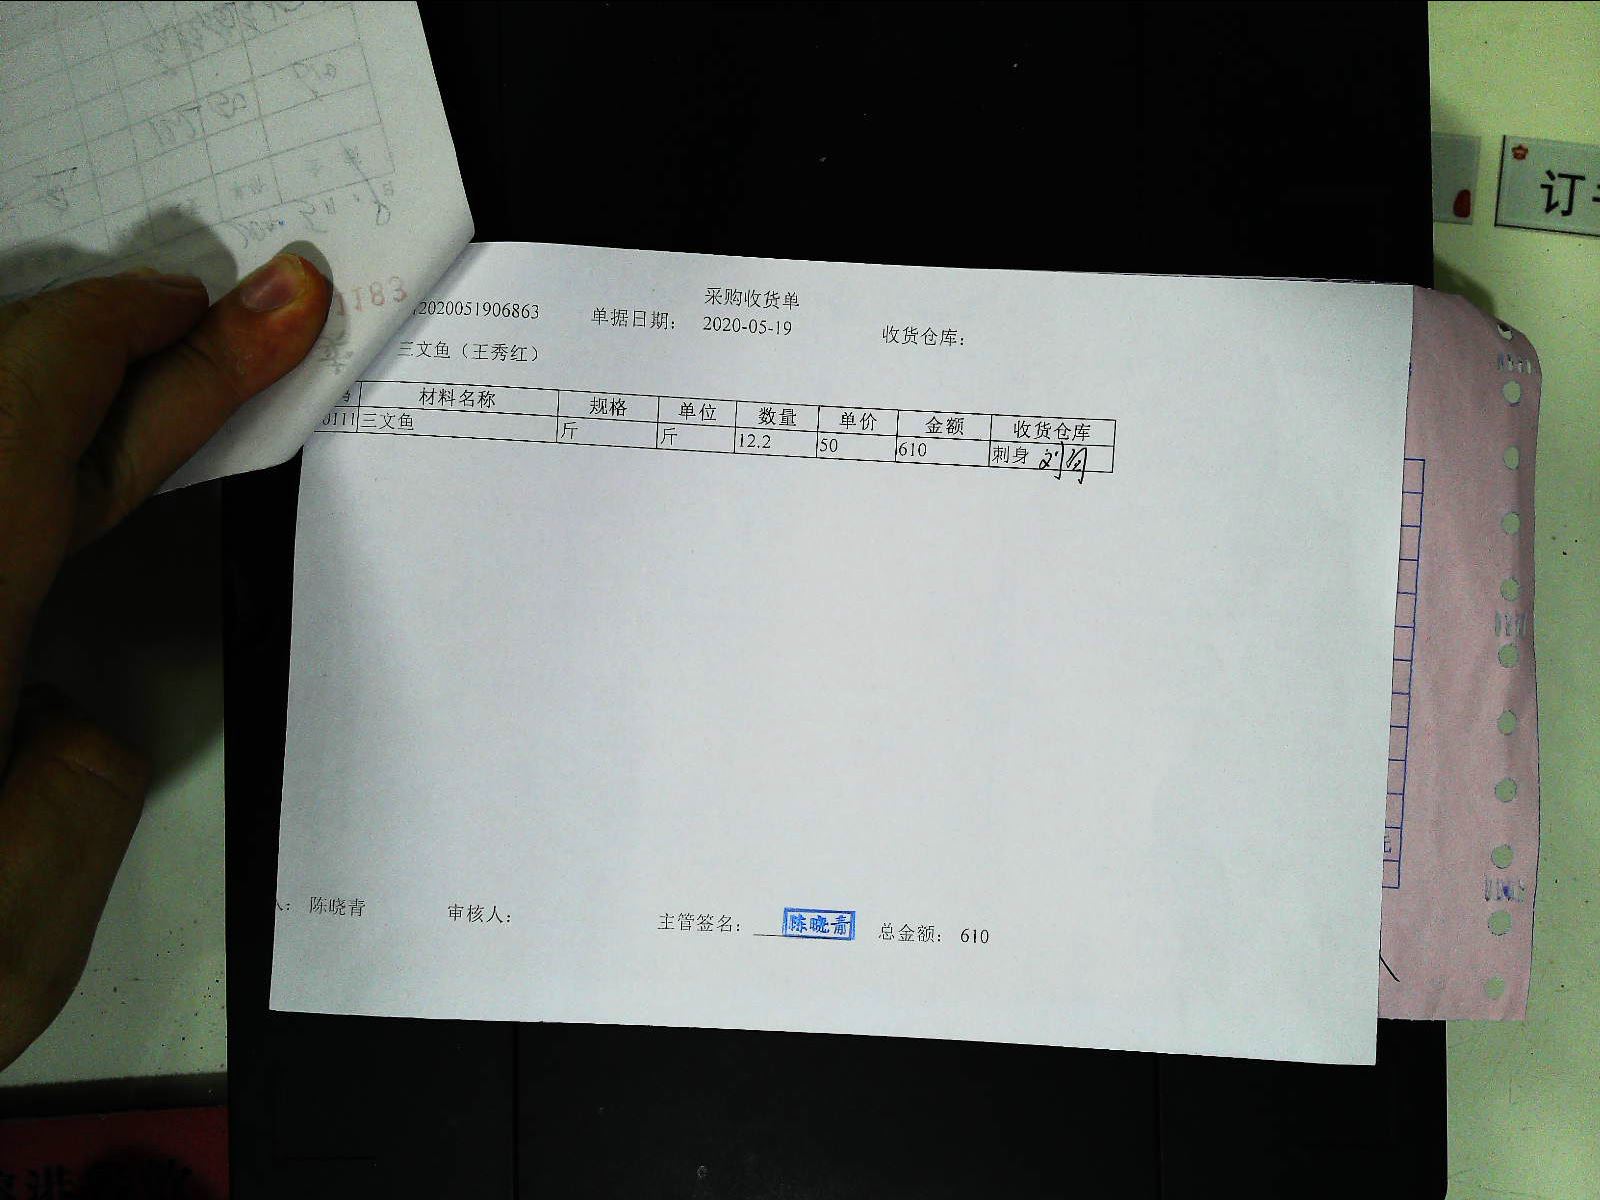 采购收货单
2020051906863 单据日期： 2020-05-19 收货仓库：
三文鱼（王秀红）
材料名称 规格 单位 数量 单价 金额 收货仓库
0111 三文鱼 斤 斤 12.2 50 610 刺身
陈晓青 审核人： 主管签名： 陈晓青 总金额： 610
1183
订